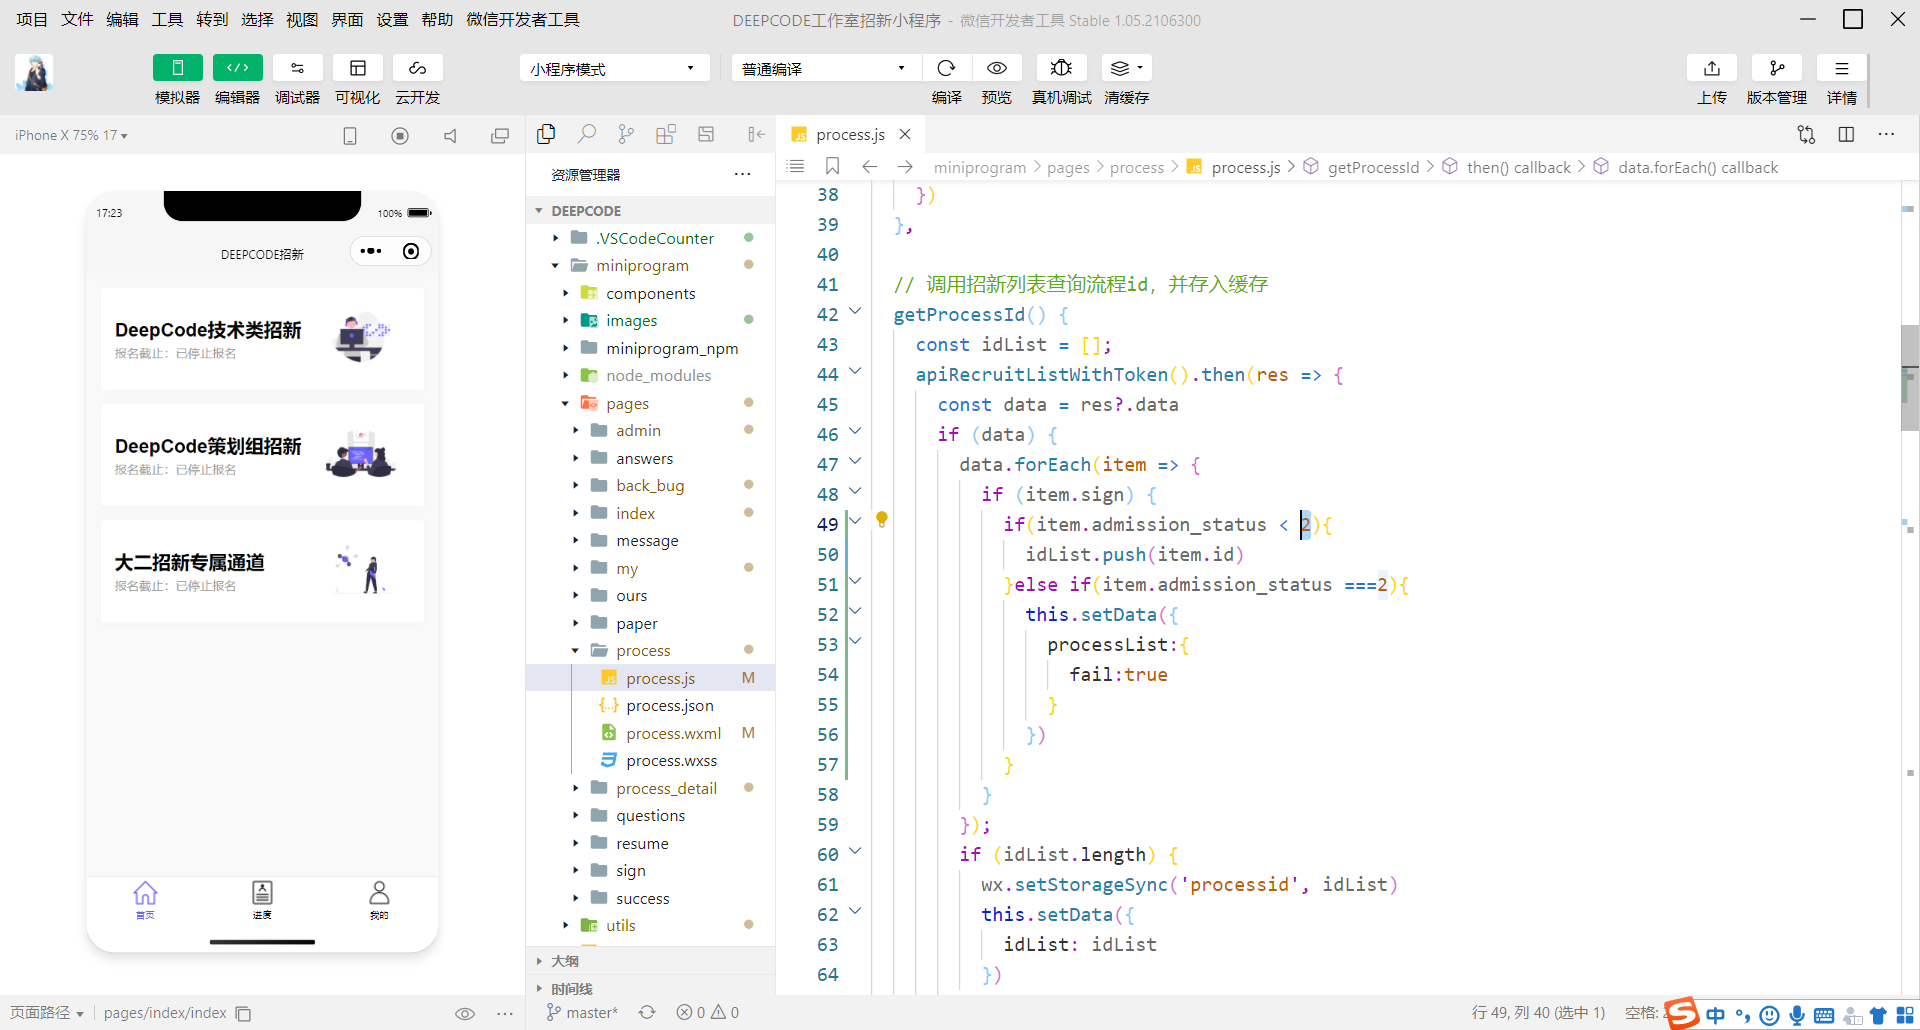 项目 文件 编辑 工具 转到 选择 视图 界面 设置 帮助 微信开发者工具
DEEPCODE工作室招新小程序 - 微信开发者工具 Stable 1.05.2106300
模拟器 编辑器 调试器 可视化 云开发
小程序模式
普通编译
编译 预览 真机调试 清缓存
上传 版本管理 详情
iPhone X 75% 17
17:23
100%
DEEPCODE招新
DeepCode技术类招新
报名截止：已停止报名
DeepCode策划组招新
报名截止：已停止报名
大二招新专属通道
报名截止：已停止报名
首页 进度 我的
页面路径
pages/index/index
资源管理器
DEEPCODE
.VSCodeCounter
miniprogram
components
images
miniprogram_npm
node_modules
pages
admin
answers
back_bug
index
message
my
ours
paper
process
process.js M
process.json
process.wxml M
process.wxss
process_detail
questions
resume
sign
success
utils
大纲
时间线
master*
0 0
process.js
miniprogram > pages > process > process.js > getProcessId > then() callback > data.forEach() callback
38 })
39 },
40
41 // 调用招新列表查询流程id，并存入缓存
42 getProcessId() {
43 const idList = [];
44 apiRecruitListWithToken().then(res => {
45 const data = res?.data
46 if (data) {
47 data.forEach(item => {
48 if (item.sign) {
49 if(item.admission_status < 2){
50 idList.push(item.id)
51 }else if(item.admission_status ===2){
52 this.setData({
53 processList:{
54 fail:true
55 }
56 })
57 }
58 }
59 });
60 if (idList.length) {
61 wx.setStorageSync('processid', idList)
62 this.setData({
63 idList: idList
64 })
行 49, 列 40 (选中 1)
空格:
中